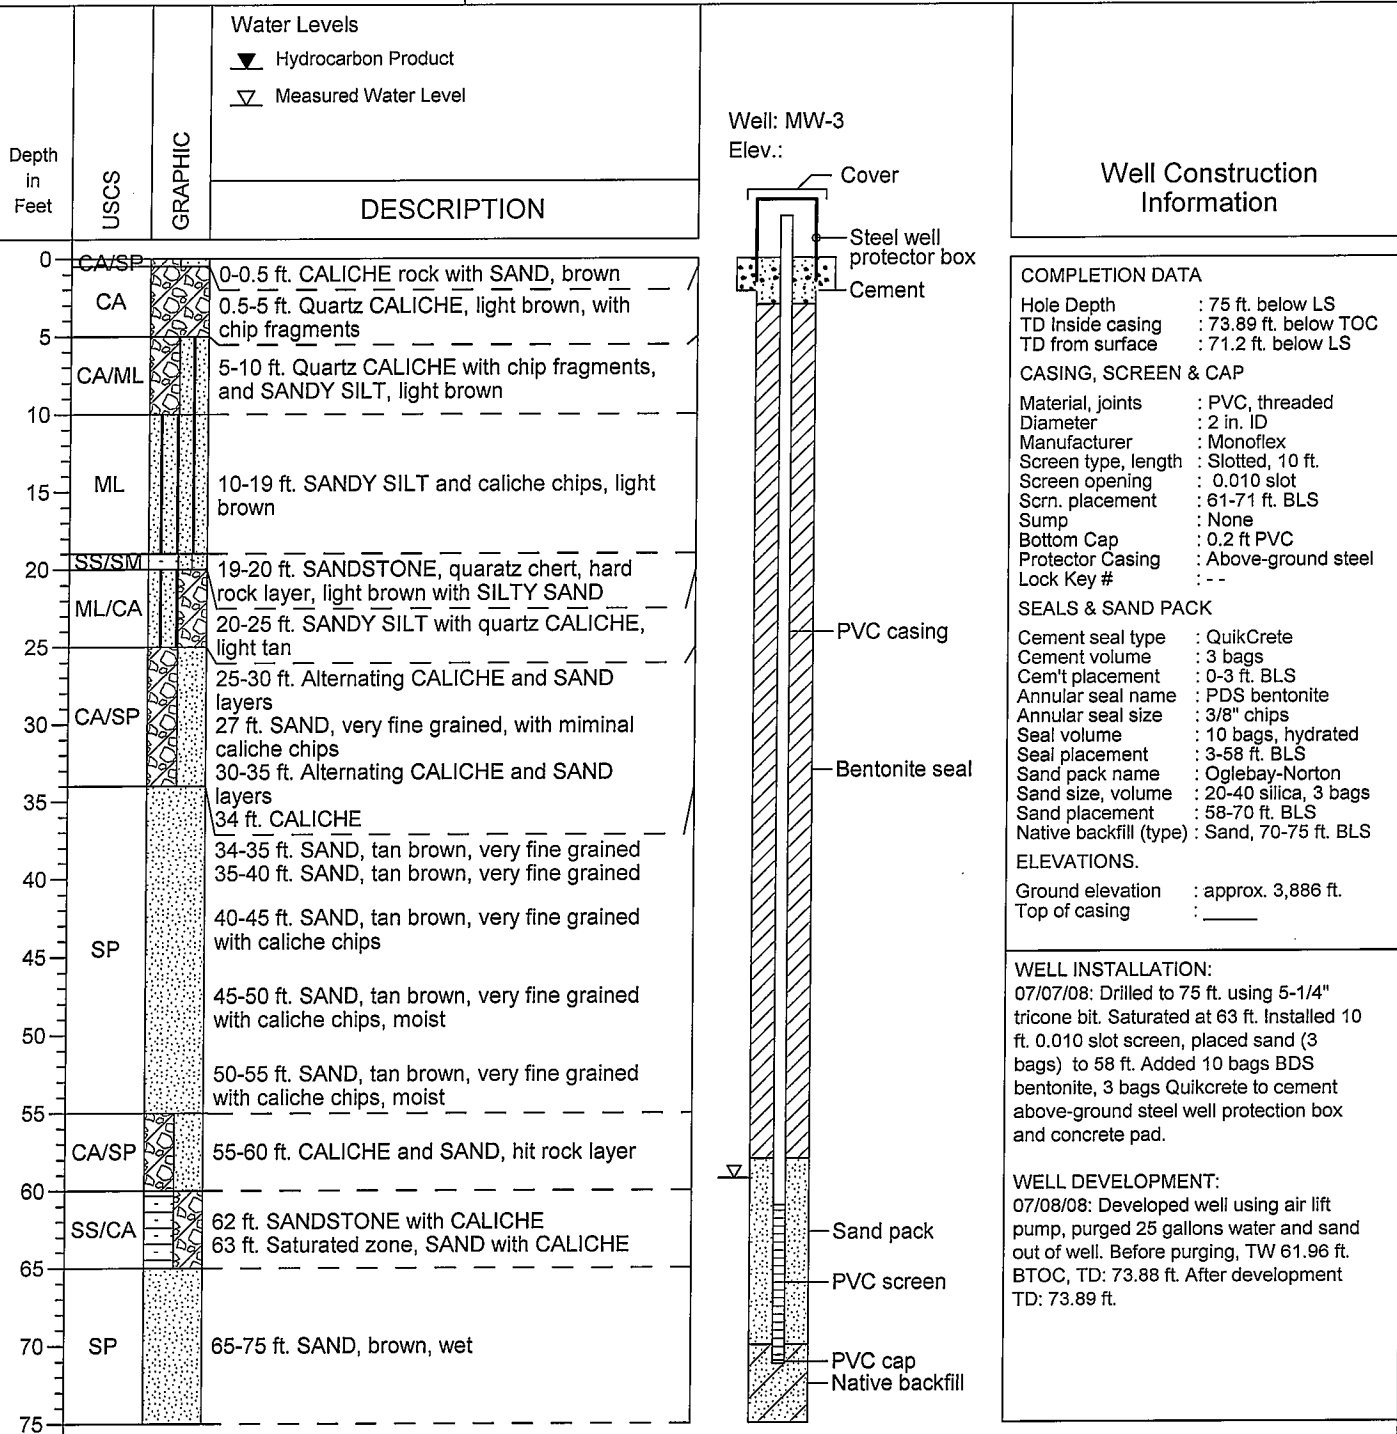 Water Levels
Hydrocarbon Product
Measured Water Level
Depth
in
Feet
USCS
GRAPHIC
DESCRIPTION
Well: MW-3
Elev.:
Well Construction
Information
0
5
10
15
20
25
30
35
40
45
50
55
60
65
70
75
CA/SP
CA
CA/ML
ML
SS/SM
ML/CA
CA/SP
SP
CA/SP
SS/CA
SP
0-0.5 ft. CALICHE rock with SAND, brown
0.5-5 ft. Quartz CALICHE, light brown, with
chip fragments
5-10 ft. Quartz CALICHE with chip fragments,
and SANDY SILT, light brown
10-19 ft. SANDY SILT and caliche chips, light
brown
19-20 ft. SANDSTONE, quaratz chert, hard
rock layer, light brown with SILTY SAND
20-25 ft. SANDY SILT with quartz CALICHE,
light tan
25-30 ft. Alternating CALICHE and SAND
layers
27 ft. SAND, very fine grained, with miminal
caliche chips
30-35 ft. Alternating CALICHE and SAND
layers
34 ft. CALICHE
34-35 ft. SAND, tan brown, very fine grained
35-40 ft. SAND, tan brown, very fine grained
40-45 ft. SAND, tan brown, very fine grained
with caliche chips
45-50 ft. SAND, tan brown, very fine grained
with caliche chips, moist
50-55 ft. SAND, tan brown, very fine grained
with caliche chips, moist
55-60 ft. CALICHE and SAND, hit rock layer
62 ft. SANDSTONE with CALICHE
63 ft. Saturated zone, SAND with CALICHE
65-75 ft. SAND, brown, wet
Cover
Steel well
protector box
Cement
PVC casing
Bentonite seal
Sand pack
PVC screen
PVC cap
Native backfill
COMPLETION DATA
Hole Depth : 75 ft. below LS
TD Inside casing : 73.89 ft. below TOC
TD from surface : 71.2 ft. below LS
CASING, SCREEN & CAP
Material, joints : PVC, threaded
Diameter : 2 in. ID
Manufacturer : Monoflex
Screen type, length : Slotted, 10 ft.
Screen opening : 0.010 slot
Scrn. placement : 61-71 ft. BLS
Sump : None
Bottom Cap : 0.2 ft PVC
Protector Casing : Above-ground steel
Lock Key # : - -
SEALS & SAND PACK
Cement seal type : QuikCrete
Cement volume : 3 bags
Cem't placement : 0-3 ft. BLS
Annular seal name : PDS bentonite
Annular seal size : 3/8" chips
Seal volume : 10 bags, hydrated
Seal placement : 3-58 ft. BLS
Sand pack name : Oglebay-Norton
Sand size, volume : 20-40 silica, 3 bags
Sand placement : 58-70 ft. BLS
Native backfill (type) : Sand, 70-75 ft. BLS
ELEVATIONS.
Ground elevation : approx. 3,886 ft.
Top of casing : _____
WELL INSTALLATION:
07/07/08: Drilled to 75 ft. using 5-1/4"
tricone bit. Saturated at 63 ft. Installed 10
ft. 0.010 slot screen, placed sand (3
bags) to 58 ft. Added 10 bags BDS
bentonite, 3 bags Quikcrete to cement
above-ground steel well protection box
and concrete pad.
WELL DEVELOPMENT:
07/08/08: Developed well using air lift
pump, purged 25 gallons water and sand
out of well. Before purging, TW 61.96 ft.
BTOC, TD: 73.88 ft. After development
TD: 73.89 ft.